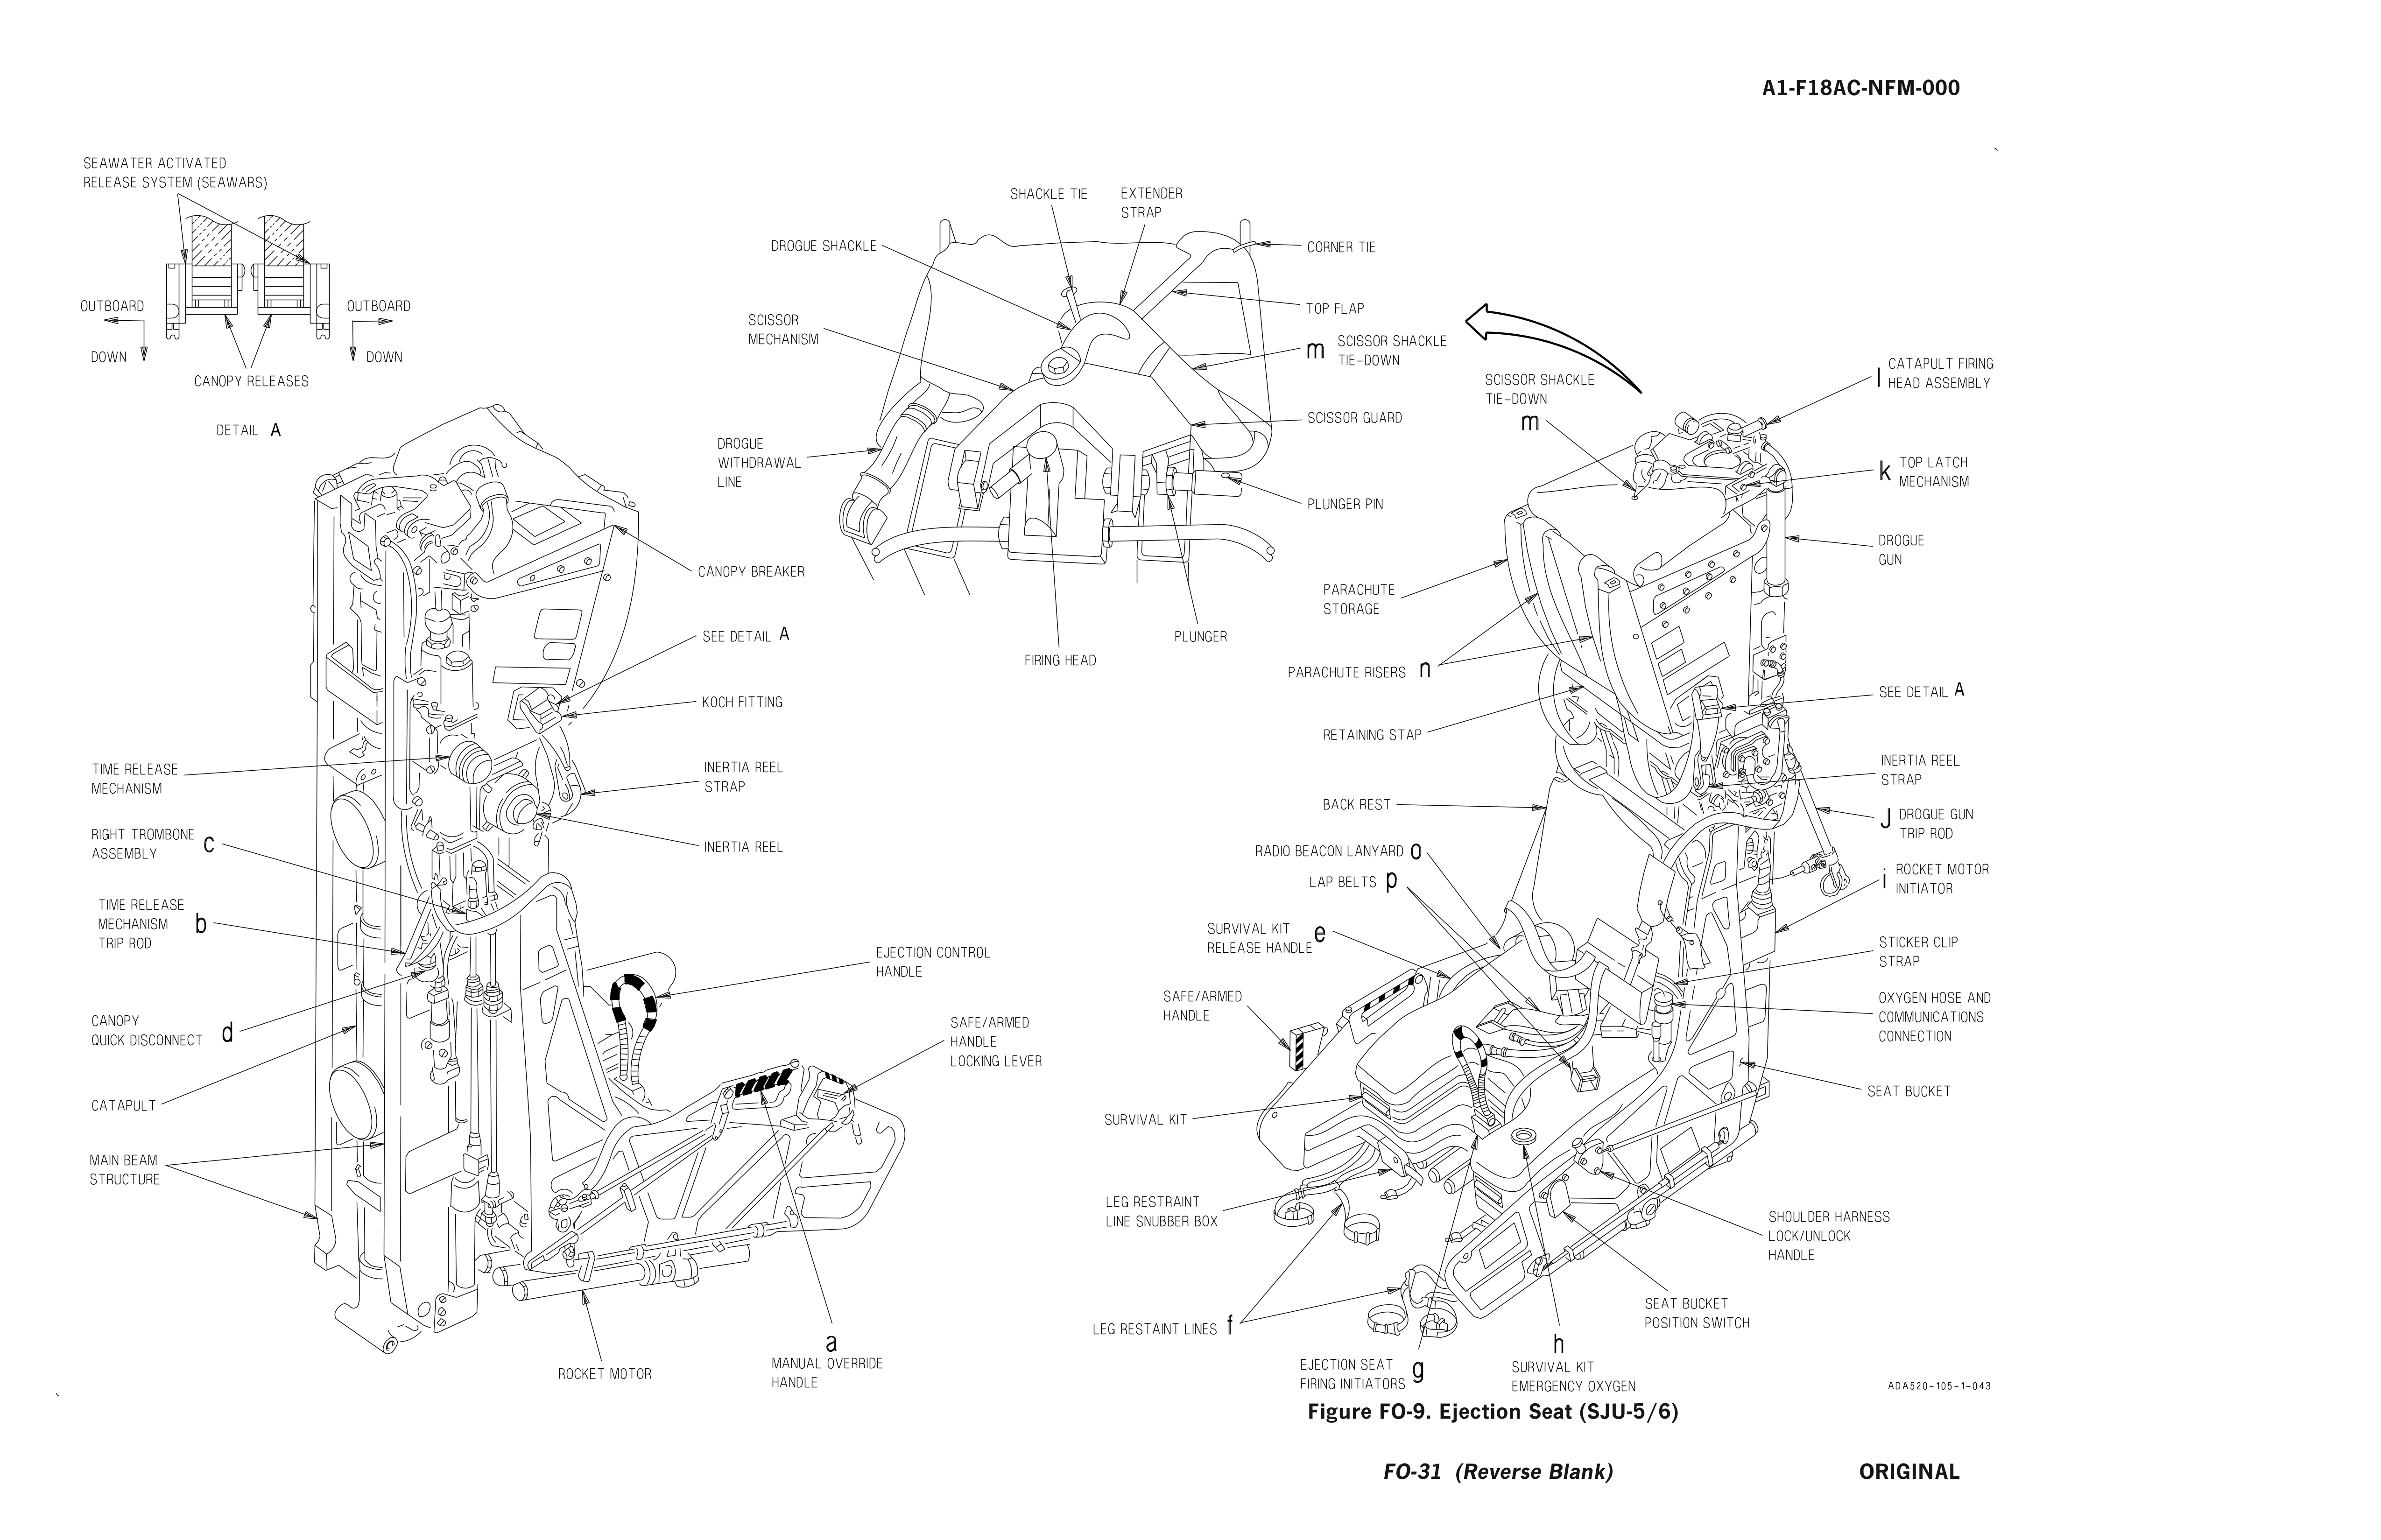 A1-F18AC-NFM-000
SEAWATER ACTIVATED
RELEASE SYSTEM (SEAWARS)
OUTBOARD
OUTBOARD
DOWN
DOWN
CANOPY RELEASES
DETAIL A
SHACKLE TIE
EXTENDER
STRAP
DROGUE SHACKLE
CORNER TIE
SCISSOR
MECHANISM
TOP FLAP
m SCISSOR SHACKLE
TIE-DOWN
SCISSOR GUARD
DROGUE
WITHDRAWAL
LINE
PLUNGER PIN
PLUNGER
FIRING HEAD
CANOPY BREAKER
SEE DETAIL A
KOCH FITTING
INERTIA REEL
STRAP
INERTIA REEL
TIME RELEASE
MECHANISM
RIGHT TROMBONE
ASSEMBLY c
TIME RELEASE
MECHANISM b
TRIP ROD
CANOPY
QUICK DISCONNECT d
CATAPULT
MAIN BEAM
STRUCTURE
EJECTION CONTROL
HANDLE
SAFE/ARMED
HANDLE
LOCKING LEVER
ROCKET MOTOR
a
MANUAL OVERRIDE
HANDLE
SCISSOR SHACKLE
TIE-DOWN
m
l CATAPULT FIRING
HEAD ASSEMBLY
k TOP LATCH
MECHANISM
DROGUE
GUN
PARACHUTE
STORAGE
PARACHUTE RISERS n
SEE DETAIL A
RETAINING STAP
INERTIA REEL
STRAP
BACK REST
J DROGUE GUN
TRIP ROD
RADIO BEACON LANYARD o
LAP BELTS p
i ROCKET MOTOR
INITIATOR
SURVIVAL KIT
RELEASE HANDLE e
STICKER CLIP
STRAP
SAFE/ARMED
HANDLE
OXYGEN HOSE AND
COMMUNICATIONS
CONNECTION
SEAT BUCKET
SURVIVAL KIT
LEG RESTRAINT
LINE SNUBBER BOX
SHOULDER HARNESS
LOCK/UNLOCK
HANDLE
SEAT BUCKET
POSITION SWITCH
LEG RESTAINT LINES f
EJECTION SEAT
FIRING INITIATORS g
h
SURVIVAL KIT
EMERGENCY OXYGEN
ADA520-105-1-043
Figure FO-9. Ejection Seat (SJU-5/6)
FO-31 (Reverse Blank)
ORIGINAL